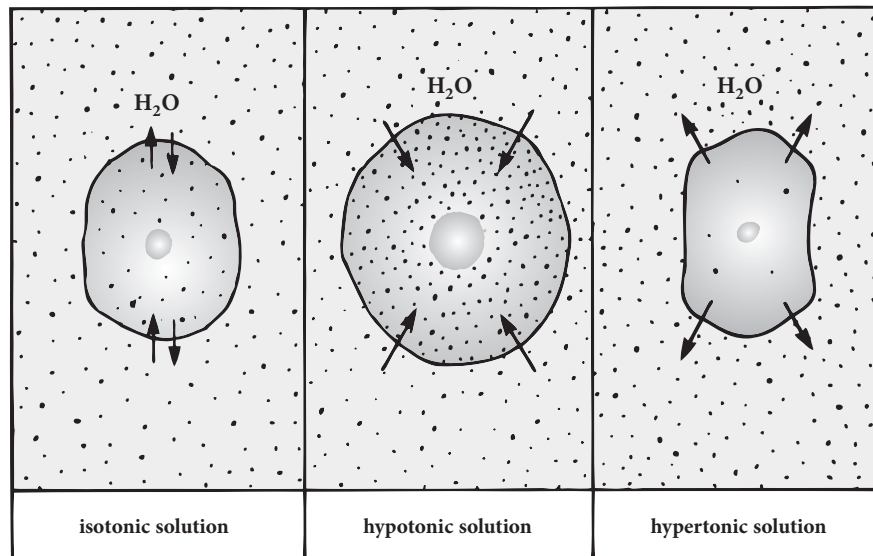 H₂O
H₂O
H₂O
isotonic solution
hypotonic solution
hypertonic solution